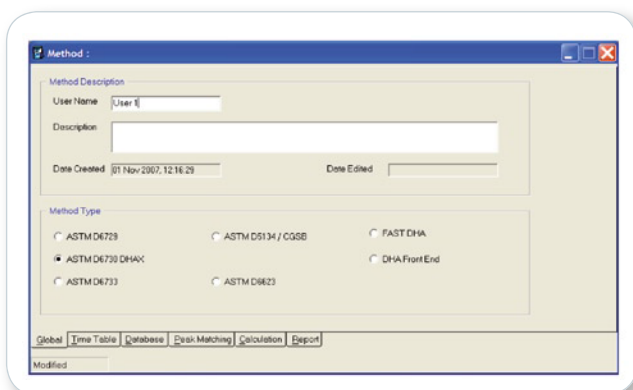 Method :
Method Description
User Name User 1
Description
Date Created 01 Nov 2007, 12:16:29 Date Edited
Method Type
ASTM D6729 ASTM D5134 / CGSB FAST DHA
ASTM D6730 DHAX DHA Front End
ASTM D6733 ASTM D6623
Global Time Table Database Peak Matching Calculation Report
Modified